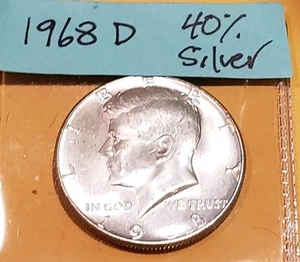 1968 D 40%
Silver
LIBERTY
IN GOD WE TRUST